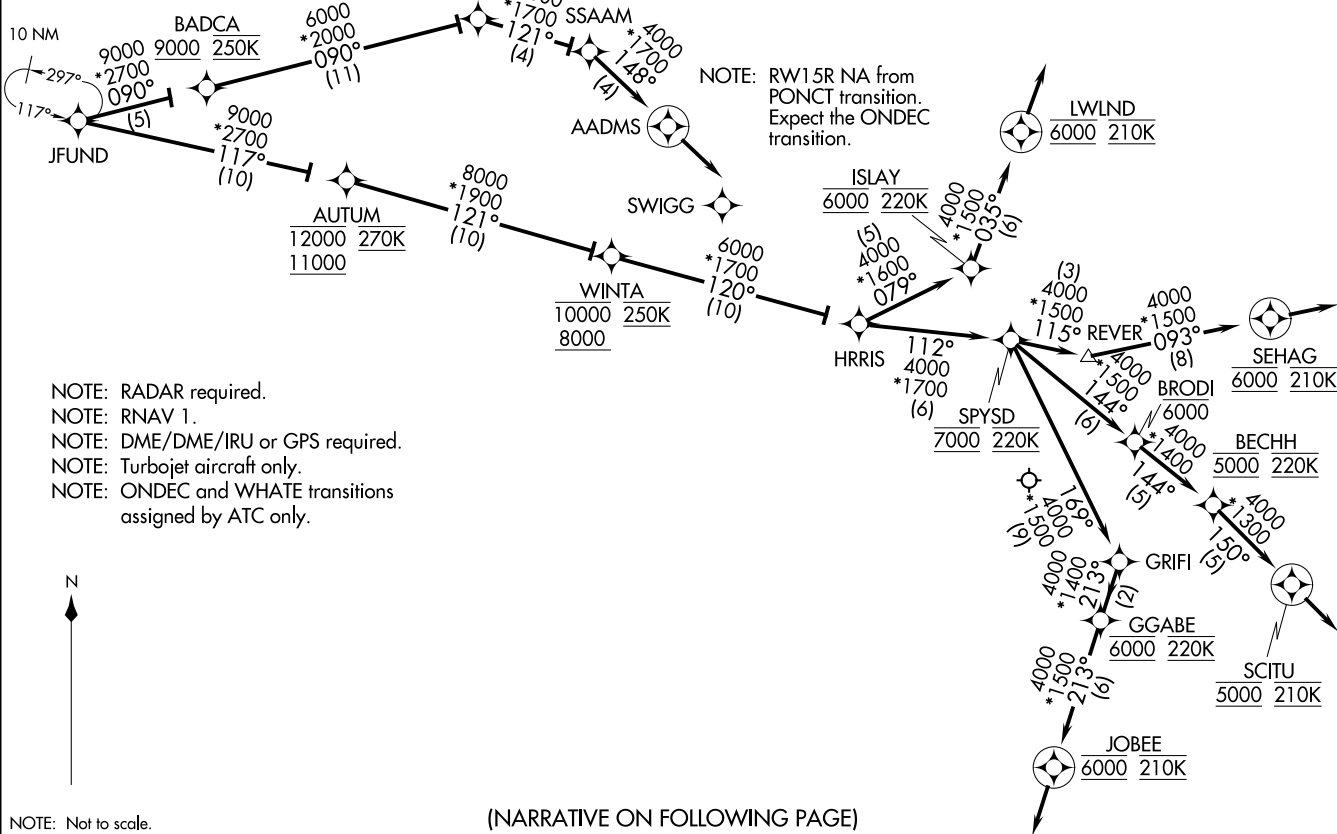 10 NM
297°
117°
JFUND
9000
*2700
090°
(5)
BADCA
9000 250K
6000
*2000
090°
(11)
*1700
121°
(4)
SSAAM
4000
*1700
148°
(4)
AADMS
SWIGG
NOTE: RW15R NA from
PONCT transition.
Expect the ONDEC
transition.
LWLND
6000 210K
ISLAY
6000 220K
4000
*1500
035°
(6)
9000
*2700
117°
(10)
AUTUM
12000 270K
11000
8000
*1900
121°
(10)
WINTA
10000 250K
8000
6000
*1700
120°
(10)
HRRIS
(5)
4000
*1600
079°
112°
4000
*1700
(6)
SPYSD
7000 220K
(3)
4000
*1500
115°
REVER
4000
*1500
093°
(8)
SEHAG
6000 210K
4000
*1500
144°
(6)
BRODI
6000
4000
*1400
144°
(5)
BECHH
5000 220K
4000
*1300
150°
(5)
SCITU
5000 210K
169°
4000
*1500
(9)
GRIFI
4000
*1400
213°
(2)
GGABE
6000 220K
4000
*1500
213°
(6)
JOBEE
6000 210K
NOTE: RADAR required.
NOTE: RNAV 1.
NOTE: DME/DME/IRU or GPS required.
NOTE: Turbojet aircraft only.
NOTE: ONDEC and WHATE transitions
assigned by ATC only.
N
NOTE: Not to scale.
(NARRATIVE ON FOLLOWING PAGE)